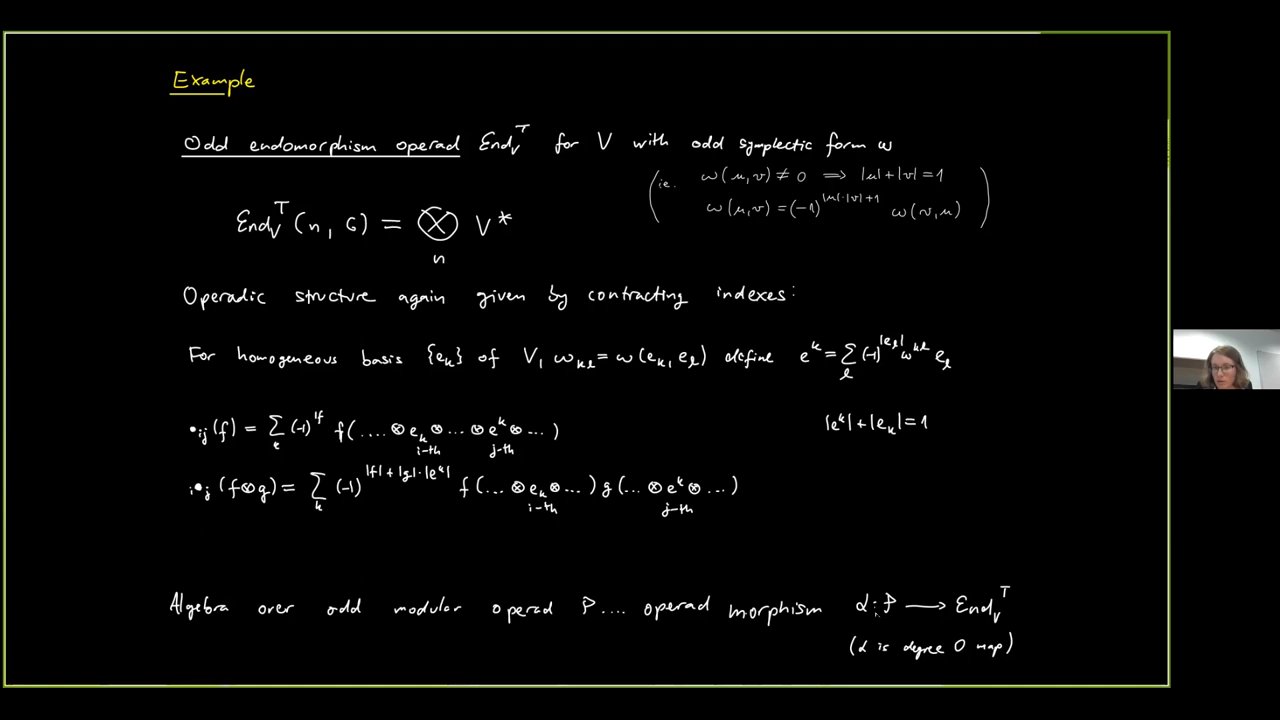 Example
Odd endomorphism operad End_V^T for V with odd symplectic form ω
(i.e. ω(u,v) ≠ 0 ⟹ |u|+|v|=1
ω(u,v) = (-1)^{|u|·|v|+1} ω(v,u))
End_V^T (n, G) = ⊗_n V*
Operadic structure again given by contracting indexes:
For homogeneous basis {e_k} of V, ω_{kl} = ω(e_k, e_l) define e^k = Σ_l (-1)^{|e_l|} ω^{kl} e_l
•_{ij}(f) = Σ_k (-1)^{|f|} f(.... ⊗ e_k ⊗ ... ⊗ e^k ⊗ ...)
i-th j-th
|e^k|+|e_k|=1
_i•_j (f⊗g) = Σ_k (-1)^{|f|+|g|·|e^k|} f(... ⊗ e_k ⊗ ...) g(... ⊗ e^k ⊗ ...)
i-th j-th
Algebra over odd modular operad P.... operad morphism α: P ⟶ End_V^T
(α is degree 0 map)